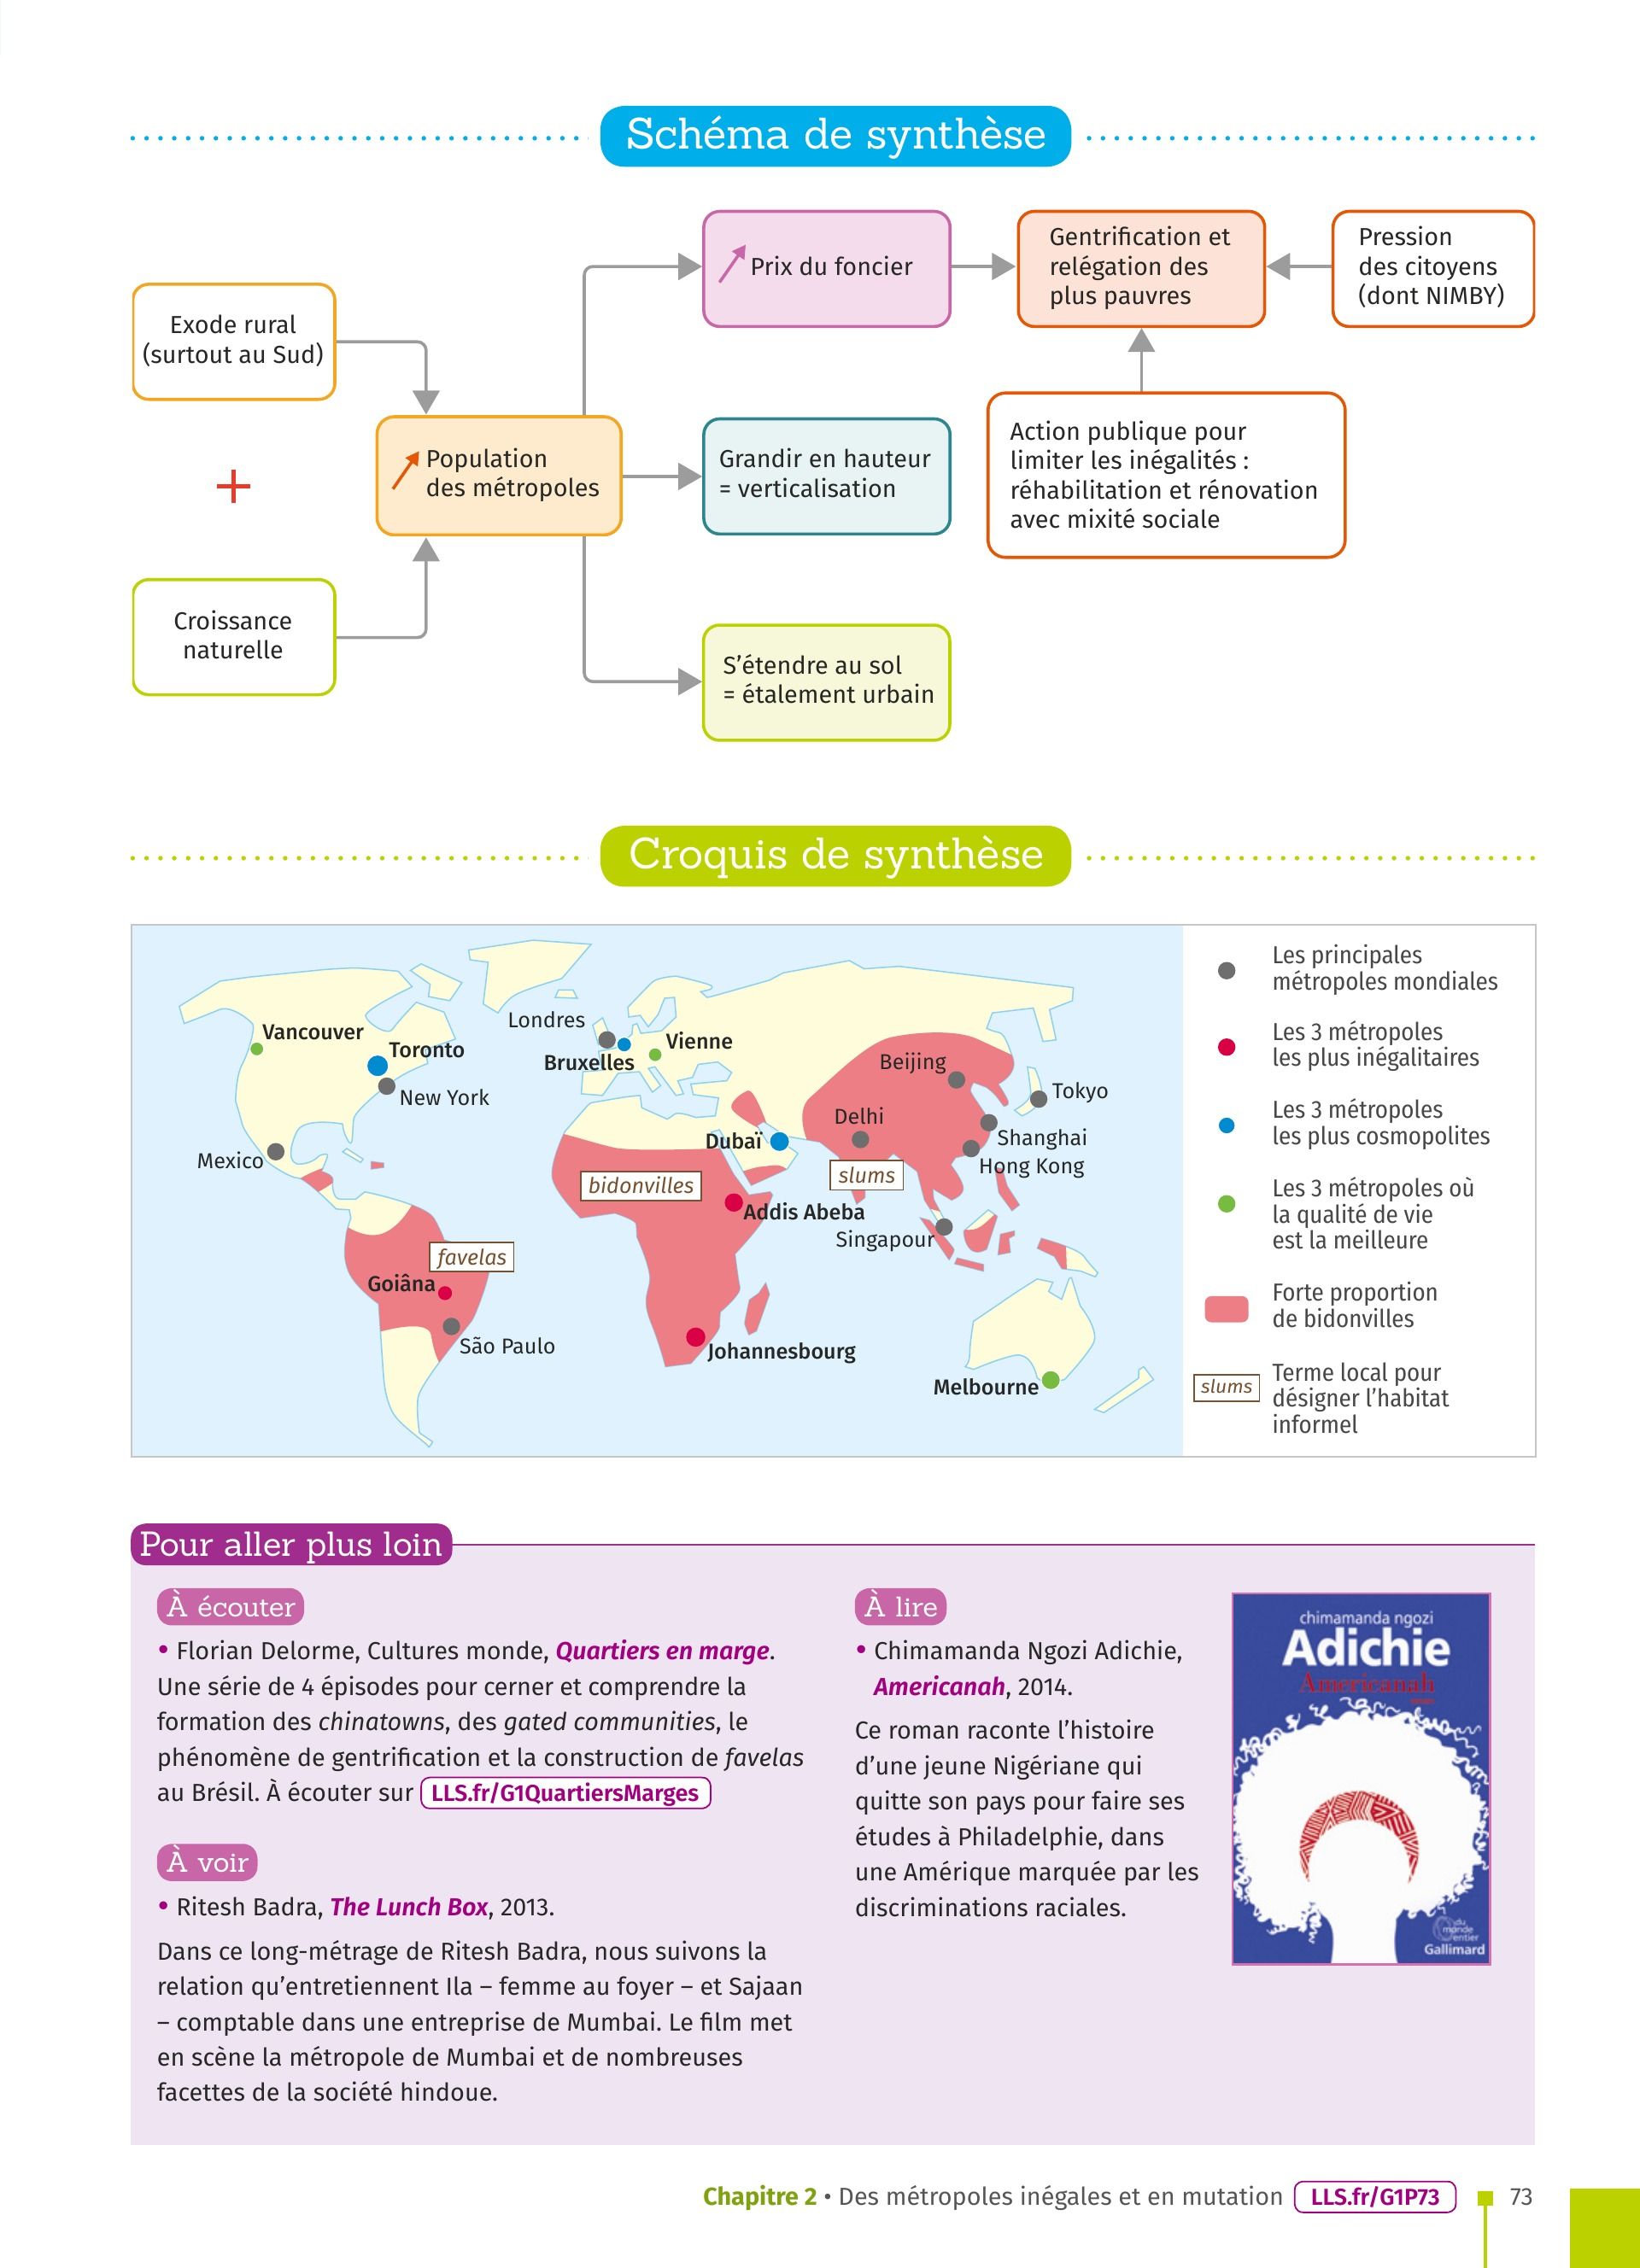 Schéma de synthèse
Exode rural
(surtout au Sud)
+
Croissance
naturelle
Population
des métropoles
Prix du foncier
Grandir en hauteur
= verticalisation
S'étendre au sol
= étalement urbain
Gentrification et
relégation des
plus pauvres
Pression
des citoyens
(dont NIMBY)
Action publique pour
limiter les inégalités :
réhabilitation et rénovation
avec mixité sociale
Croquis de synthèse
Vancouver
Toronto
New York
Mexico
Londres
Bruxelles
Vienne
Dubaï
Beijing
Tokyo
Delhi
Shanghai
Hong Kong
bidonvilles
slums
Addis Abeba
Singapour
favelas
Goiâna
São Paulo
Johannesbourg
Melbourne
Les principales
métropoles mondiales
Les 3 métropoles
les plus inégalitaires
Les 3 métropoles
les plus cosmopolites
Les 3 métropoles où
la qualité de vie
est la meilleure
Forte proportion
de bidonvilles
slums
Terme local pour
désigner l'habitat
informel
Pour aller plus loin
À écouter
• Florian Delorme, Cultures monde, Quartiers en marge.
Une série de 4 épisodes pour cerner et comprendre la
formation des chinatowns, des gated communities, le
phénomène de gentrification et la construction de favelas
au Brésil. À écouter sur LLS.fr/G1QuartiersMarges
À voir
• Ritesh Badra, The Lunch Box, 2013.
Dans ce long-métrage de Ritesh Badra, nous suivons la
relation qu'entretiennent Ila – femme au foyer – et Sajaan
– comptable dans une entreprise de Mumbai. Le film met
en scène la métropole de Mumbai et de nombreuses
facettes de la société hindoue.
À lire
• Chimamanda Ngozi Adichie,
Americanah, 2014.
Ce roman raconte l'histoire
d'une jeune Nigériane qui
quitte son pays pour faire ses
études à Philadelphie, dans
une Amérique marquée par les
discriminations raciales.
chimamanda ngozi
Adichie
Americanah
du
monde
entier
Gallimard
Chapitre 2 • Des métropoles inégales et en mutation LLS.fr/G1P73 73